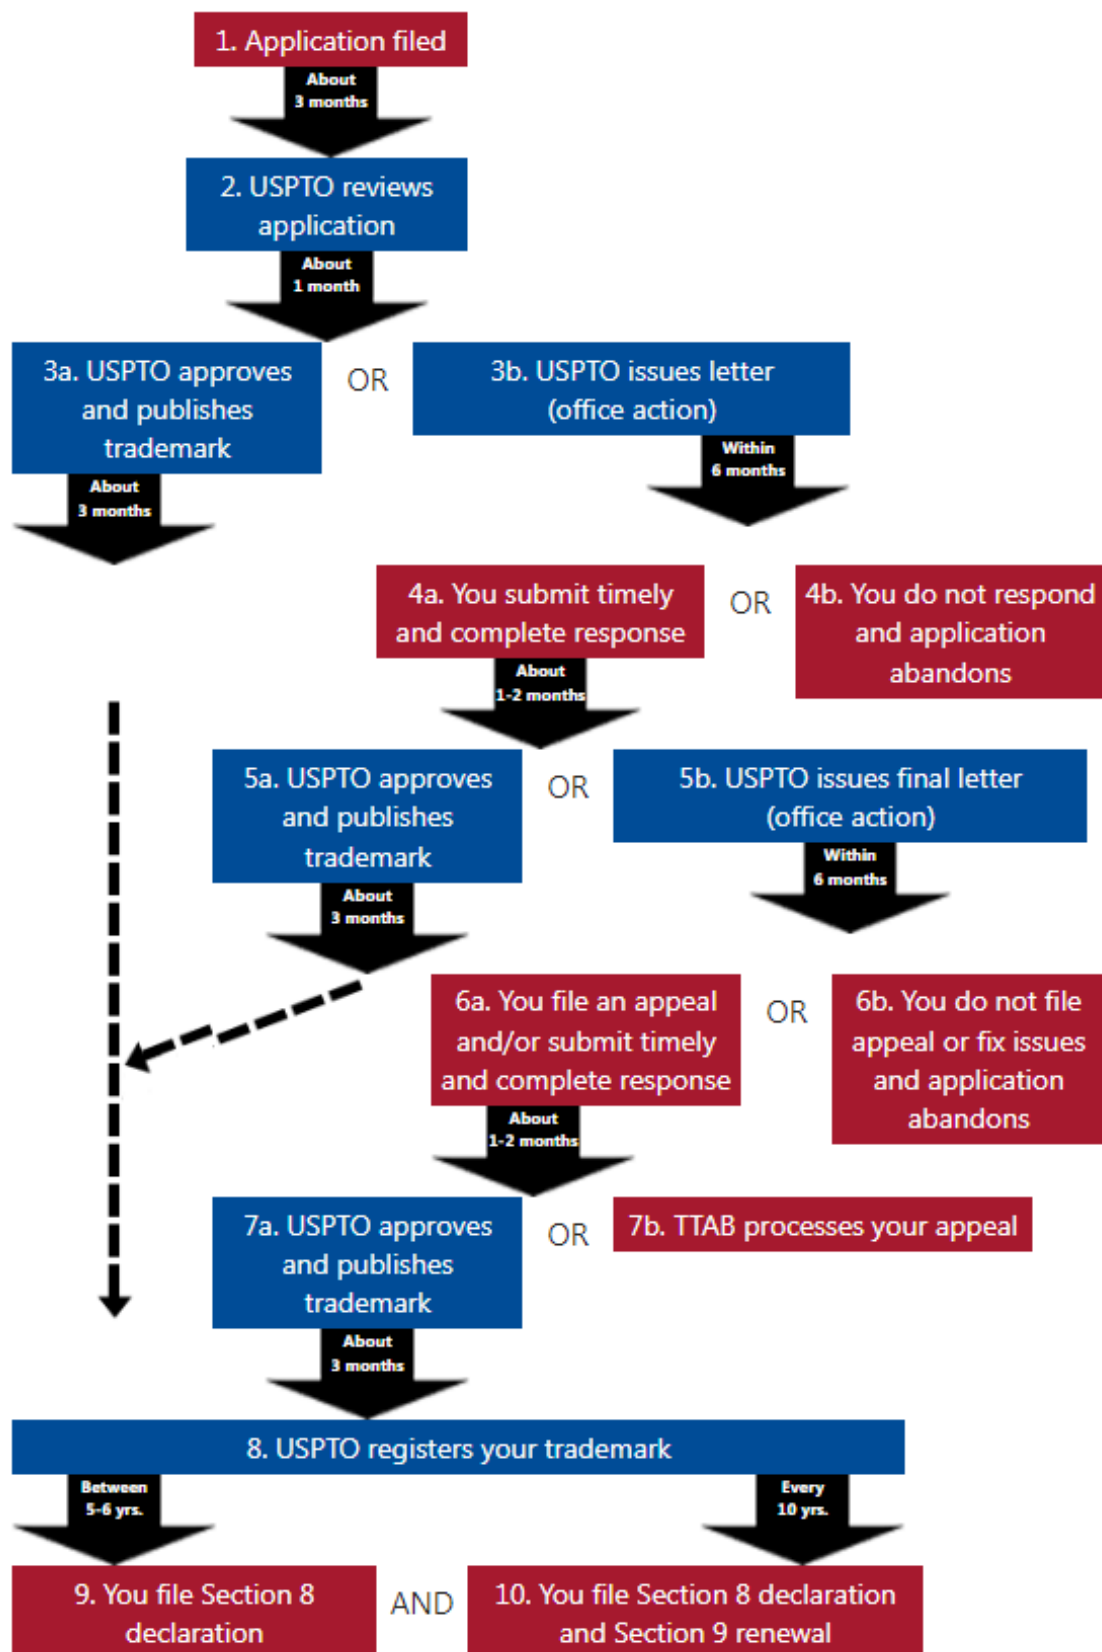 1. Application filed
About
3 months
2. USPTO reviews
application
About
1 month
3a. USPTO approves
and publishes
trademark
OR
3b. USPTO issues letter
(office action)
About
3 months
Within
6 months
4a. You submit timely
and complete response
OR
4b. You do not respond
and application
abandons
About
1-2 months
5a. USPTO approves
and publishes
trademark
OR
5b. USPTO issues final letter
(office action)
About
3 months
Within
6 months
6a. You file an appeal
and/or submit timely
and complete response
OR
6b. You do not file
appeal or fix issues
and application
abandons
About
1-2 months
7a. USPTO approves
and publishes
trademark
OR
7b. TTAB processes your appeal
About
3 months
8. USPTO registers your trademark
Between
5-6 yrs.
Every
10 yrs.
9. You file Section 8
declaration
AND
10. You file Section 8 declaration
and Section 9 renewal